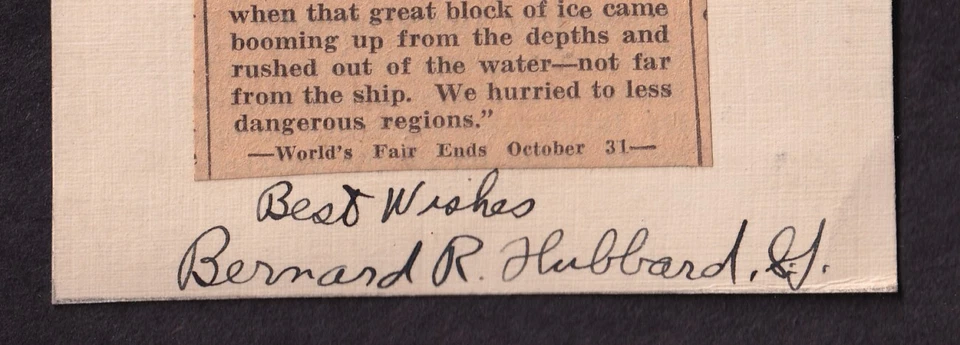 when that great block of ice came
booming up from the depths and
rushed out of the water—not far
from the ship. We hurried to less
dangerous regions.”
—World's Fair Ends October 31—
Best Wishes
Bernard R. Hubbard, S.J.